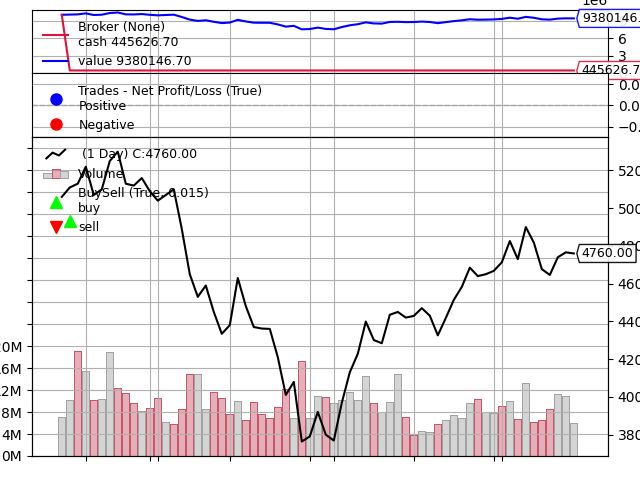 1e6
Broker (None)
cash 445626.70
value 9380146.70
9380146.
6
3
445626.7
Trades - Net Profit/Loss (True)
Positive
Negative
0.0
0.0
−0.
(1 Day) C:4760.00
Volume
BuySell (True, 0.015)
buy
sell
520
500
480
4760.00
460
440
420
400
380
20M
16M
12M
8M
4M
0M